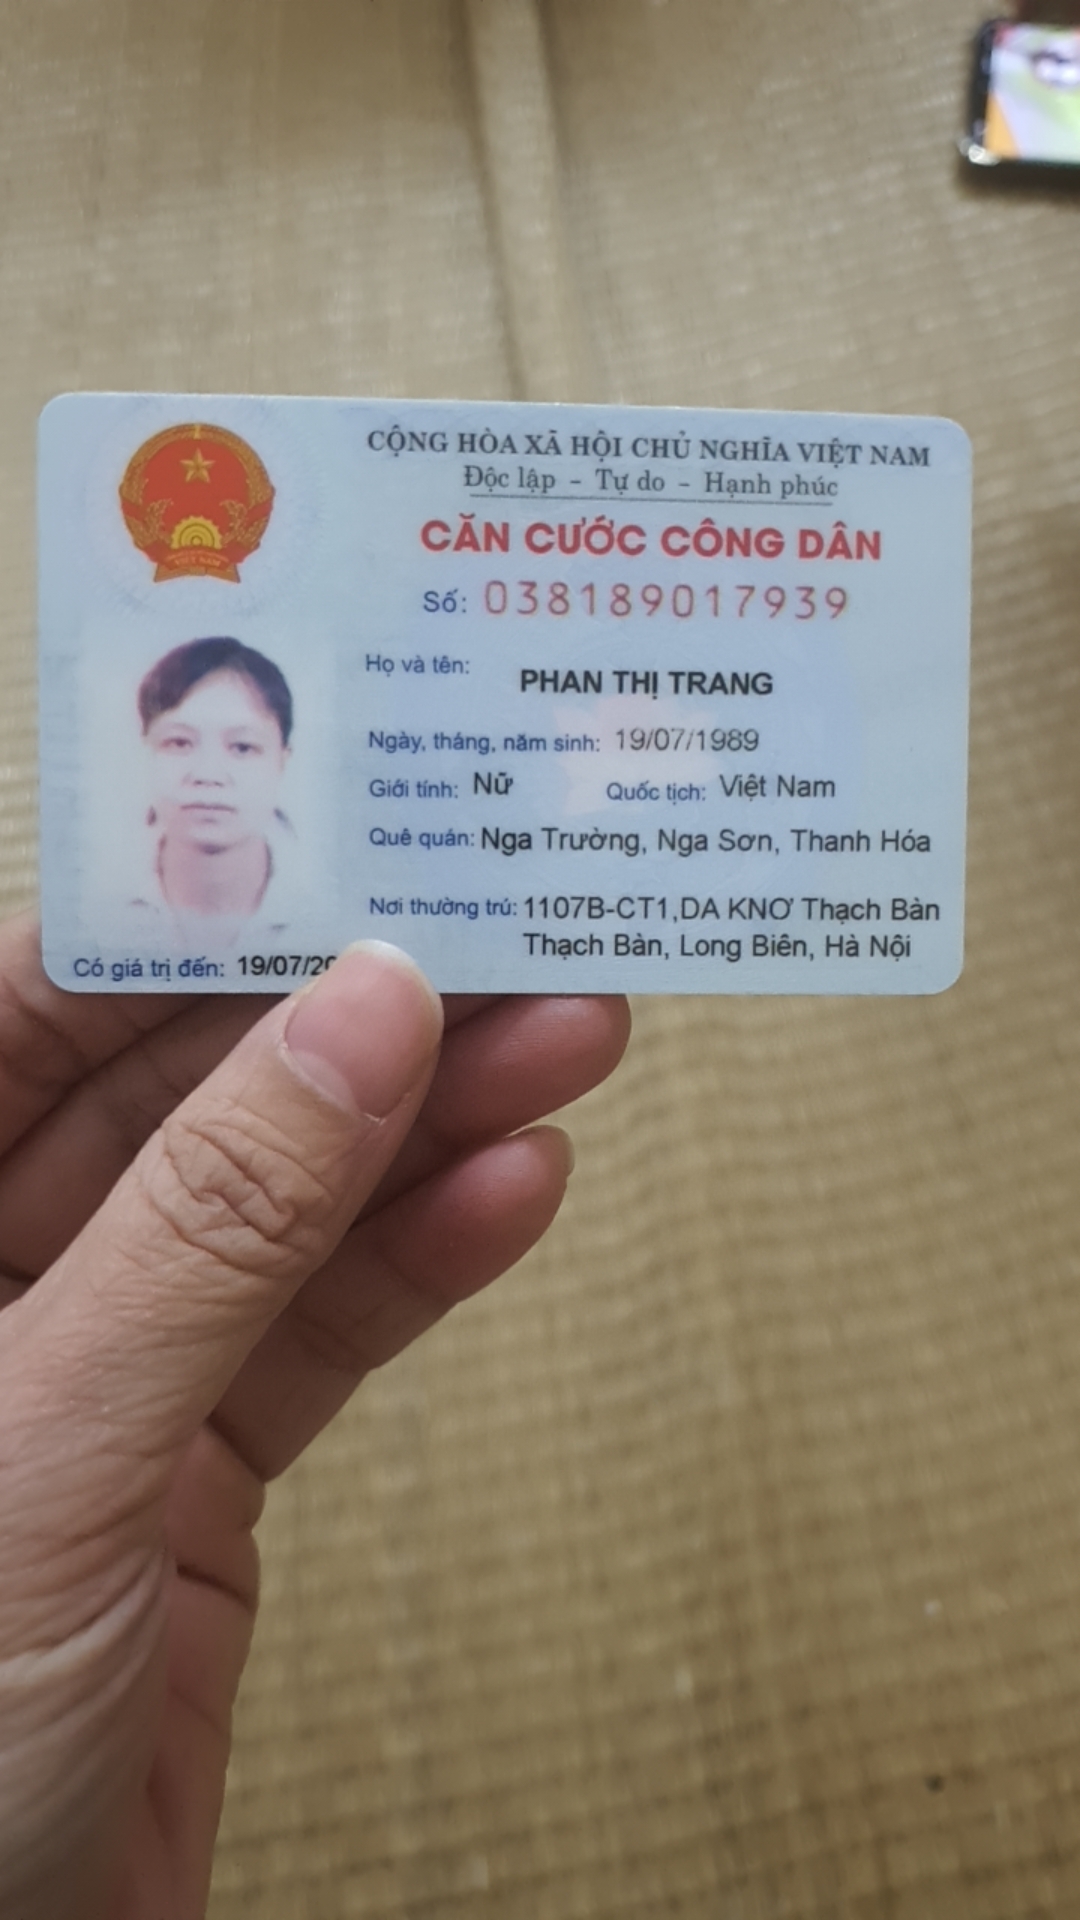 CỘNG HÒA XÃ HỘI CHỦ NGHĨA VIỆT NAM
Độc lập - Tự do - Hạnh phúc
CĂN CƯỚC CÔNG DÂN
Số: 038189017939
Họ và tên: PHAN THỊ TRANG
Ngày, tháng, năm sinh: 19/07/1989
Giới tính: Nữ Quốc tịch: Việt Nam
Quê quán: Nga Trường, Nga Sơn, Thanh Hóa
Nơi thường trú: 1107B-CT1,DA KNƠ Thạch Bàn
Thạch Bàn, Long Biên, Hà Nội
Có giá trị đến: 19/07/20
VIỆT NAM